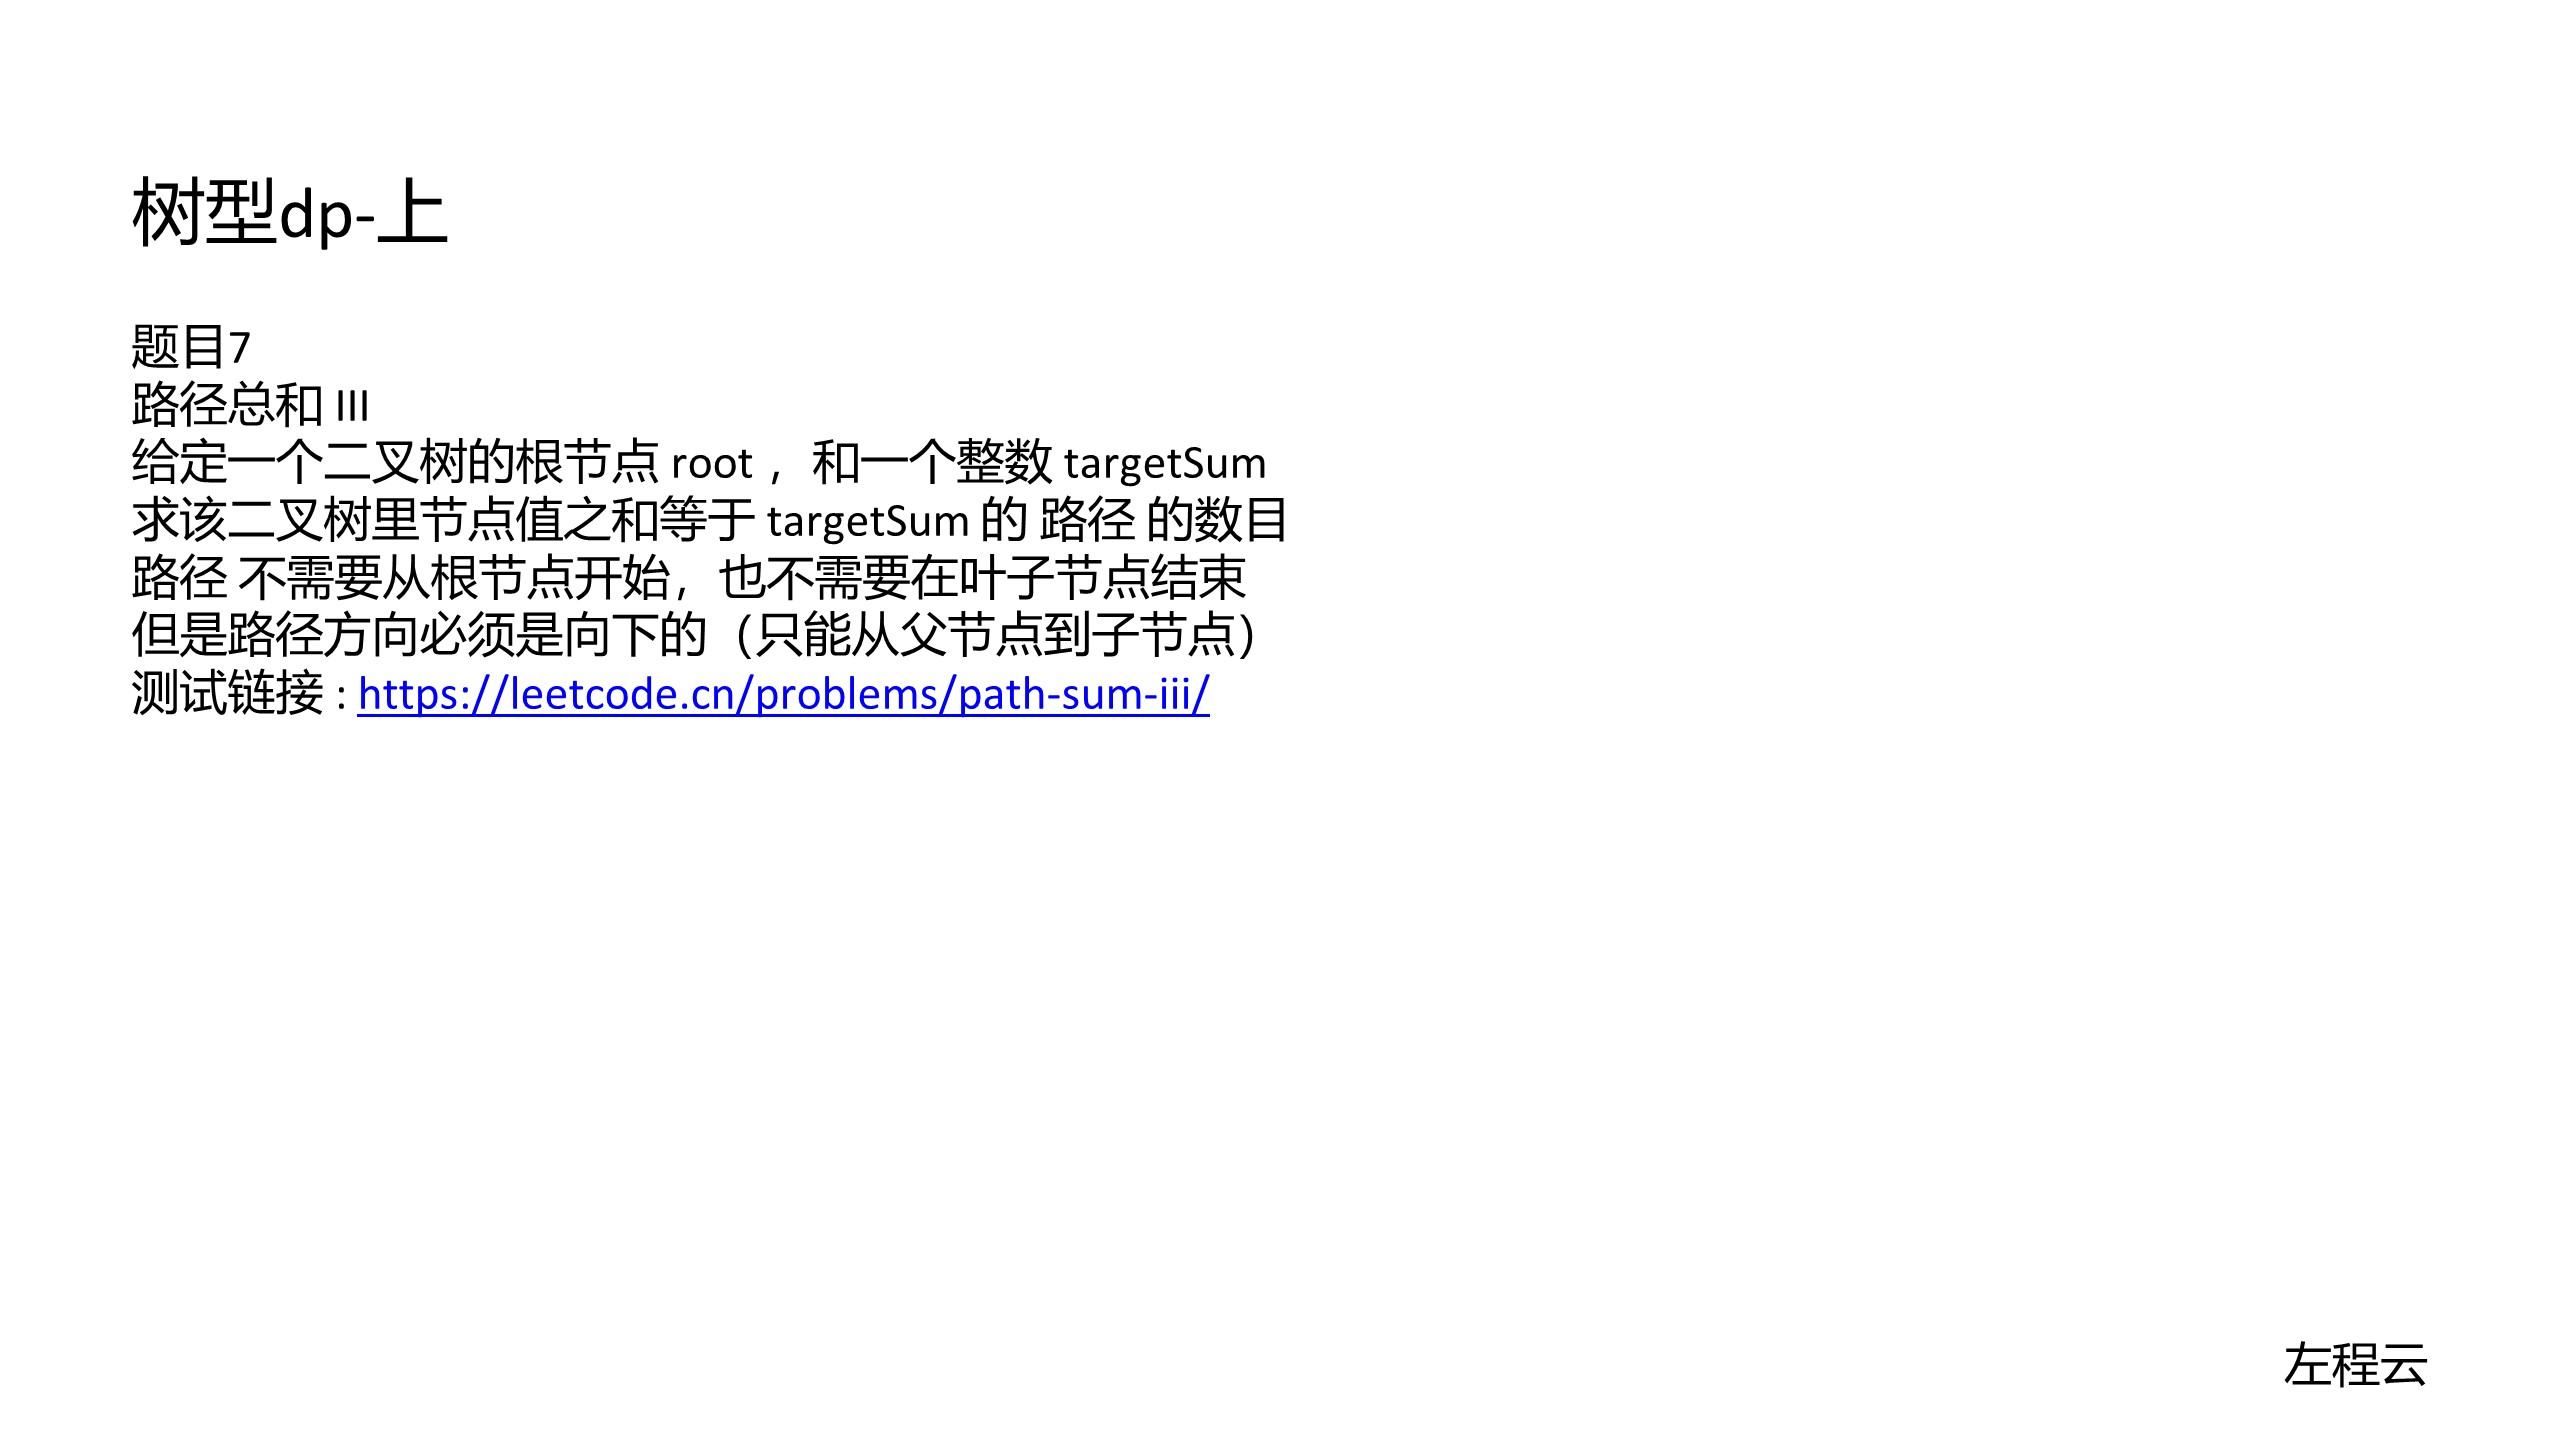 树型dp-上
题目7
路径总和 III
给定一个二叉树的根节点 root ，和一个整数 targetSum
求该二叉树里节点值之和等于 targetSum 的 路径 的数目
路径 不需要从根节点开始，也不需要在叶子节点结束
但是路径方向必须是向下的（只能从父节点到子节点）
测试链接 : https://leetcode.cn/problems/path-sum-iii/
左程云